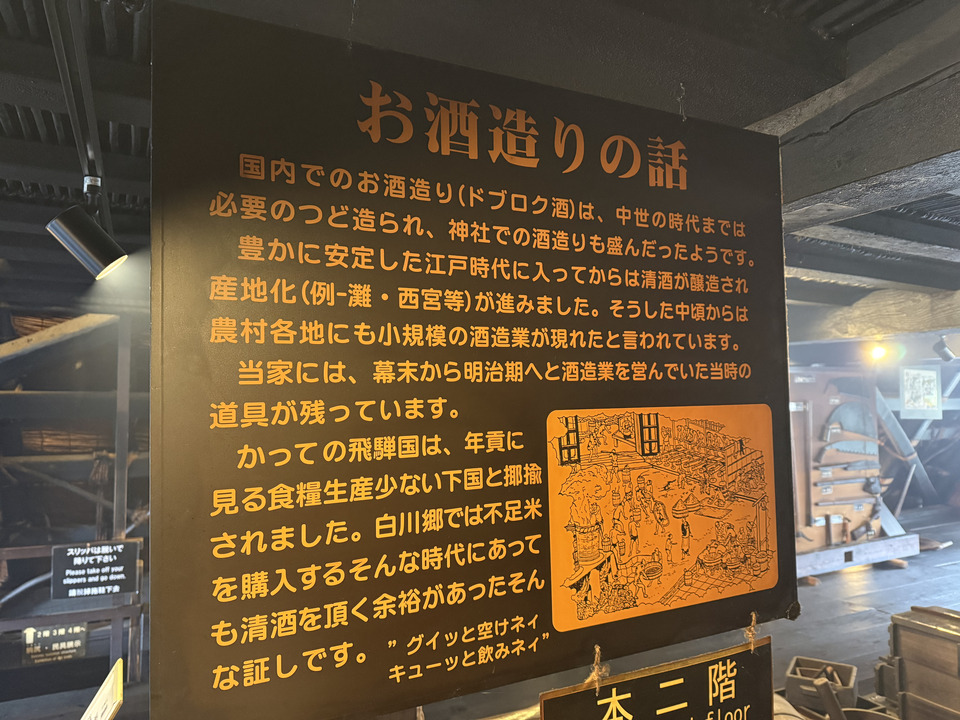 お酒造りの話
国内でのお酒造り(ドブロク酒)は、中世の時代までは
必要のつど造られ、神社での酒造りも盛んだったようです。
豊かに安定した江戸時代に入ってからは清酒が醸造され
産地化(例-灘・西宮等)が進みました。そうした中頃からは
農村各地にも小規模の酒造業が現れたと言われています。
当家には、幕末から明治期へと酒造業を営んでいた当時の
道具が残っています。
かっての飛騨国は、年貢に
見る食糧生産少ない下国と揶揄
されました。白川郷では不足米
を購入するそんな時代にあって
も清酒を頂く余裕があったそん
な証しです。
”グイッと空けネィ
キューッと飲みネィ”
スリッパは脱いで
降りて下さい
Please take off your
slippers and go down.
2階 3階 4階
本二階
floor